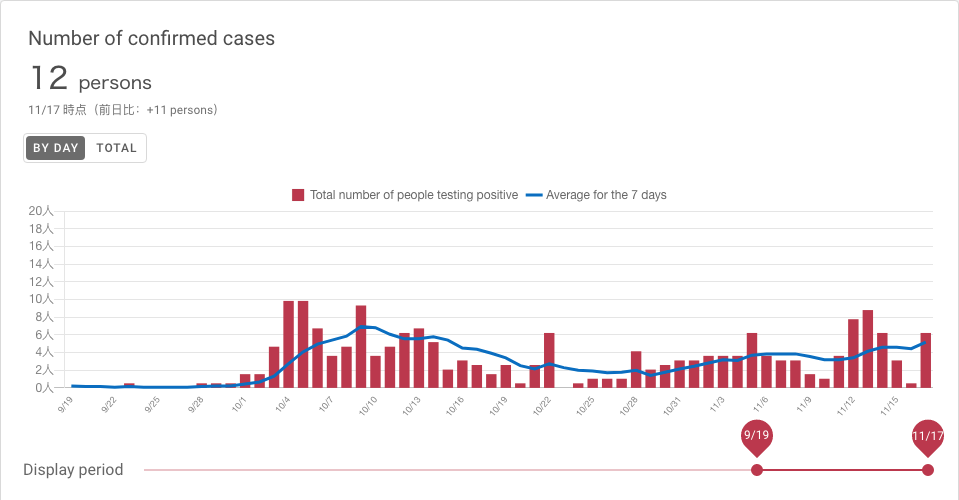 Number of confirmed cases
12 persons
11/17 時点（前日比：+11 persons）
BY DAY TOTAL
Total number of people testing positive Average for the 7 days
20人
18人
16人
14人
12人
10人
8人
6人
4人
2人
0人
9/19 9/22 9/25 9/28 10/1 10/4 10/7 10/10 10/13 10/16 10/19 10/22 10/25 10/28 10/31 11/3 11/6 11/9 11/12 11/15
9/19 11/17
Display period